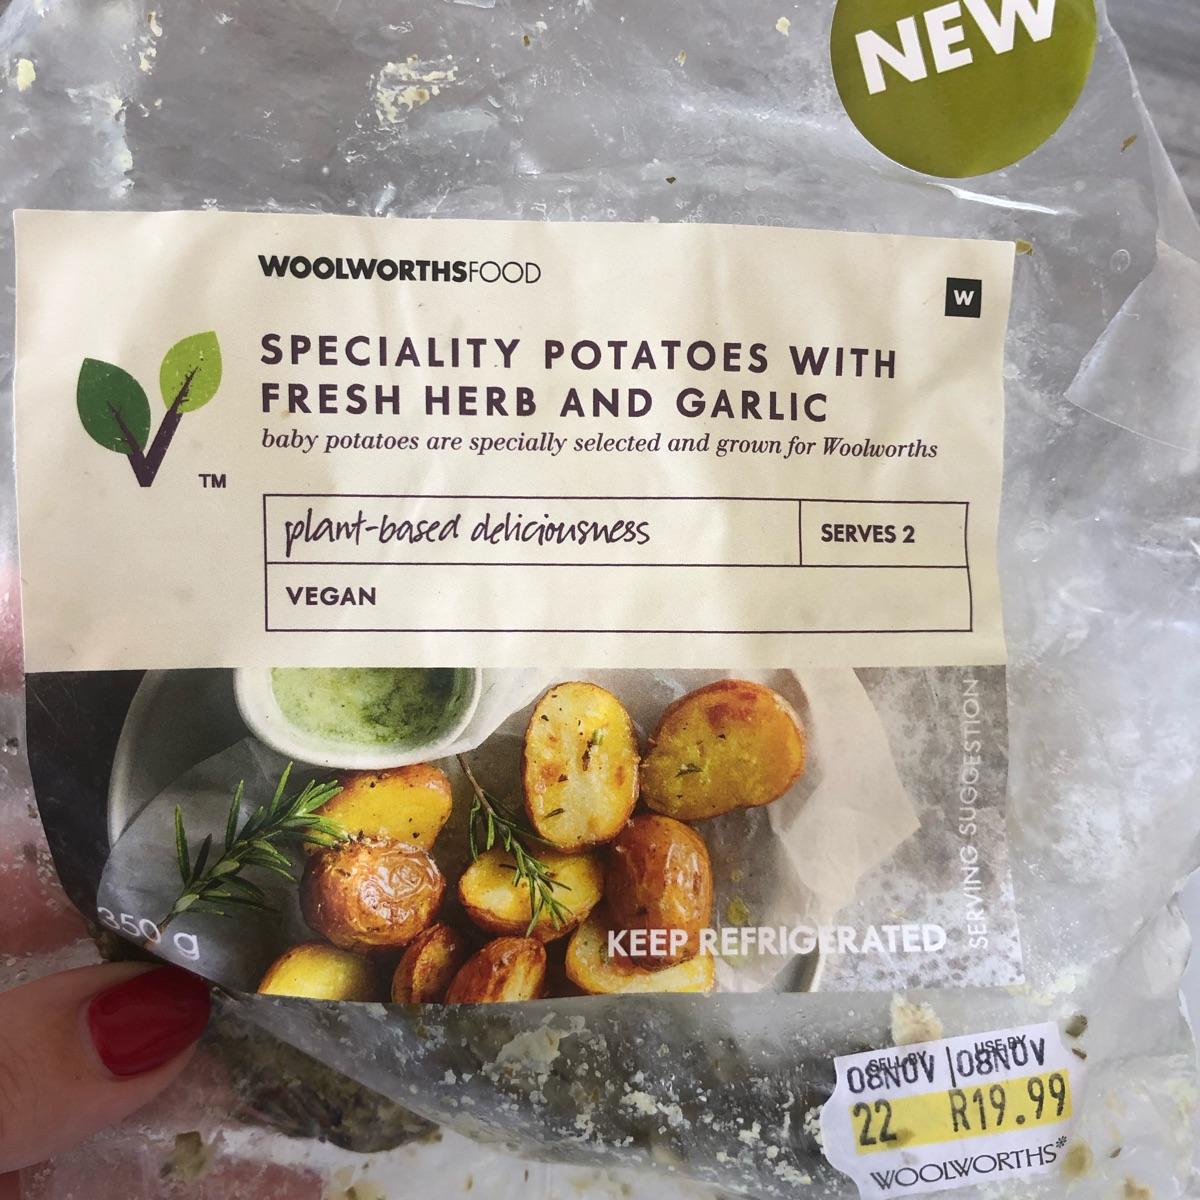 NEW
WOOLWORTHSFOOD
W
SPECIALITY POTATOES WITH
FRESH HERB AND GARLIC
baby potatoes are specially selected and grown for Woolworths
TM
plant-based deliciousness
SERVES 2
VEGAN
SERVING SUGGESTION
350 g
KEEP REFRIGERATED
SELL BY USE BY
08NOV 08NOV
22 R19.99
WOOLWORTHS*